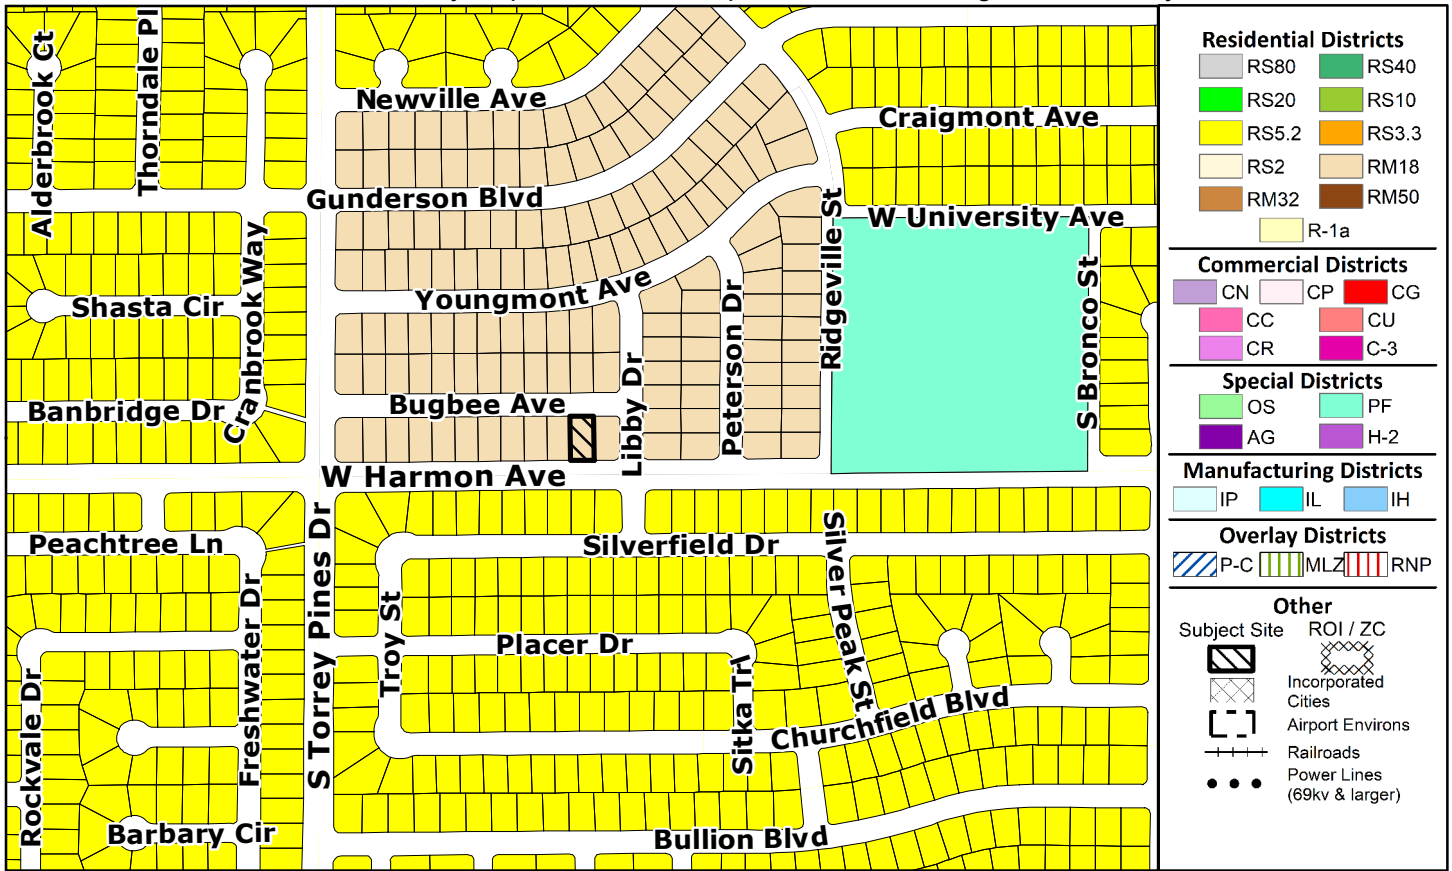 Alderbrook Ct
Thorndale Pl
Newville Ave
Craigmont Ave
Gunderson Blvd
W University Ave
Ridgeville St
Cranbrook Way
Shasta Cir
Youngmont Ave
Peterson Dr
S Bronco St
Banbridge Dr
Bugbee Ave
Libby Dr
W Harmon Ave
Peachtree Ln
S Torrey Pines Dr
Silverfield Dr
Silver Peak St
Freshwater Dr
Troy St
Placer Dr
Sitka Trl
Rockvale Dr
Churchfield Blvd
Barbary Cir
Bullion Blvd
Residential Districts
RS80 RS40
RS20 RS10
RS5.2 RS3.3
RS2 RM18
RM32 RM50
R-1a
Commercial Districts
CN CP CG
CC CU
CR C-3
Special Districts
OS PF
AG H-2
Manufacturing Districts
IP IL IH
Overlay Districts
P-C MLZ RNP
Other
Subject Site ROI / ZC
Incorporated
Cities
Airport Environs
Railroads
Power Lines
(69kv & larger)